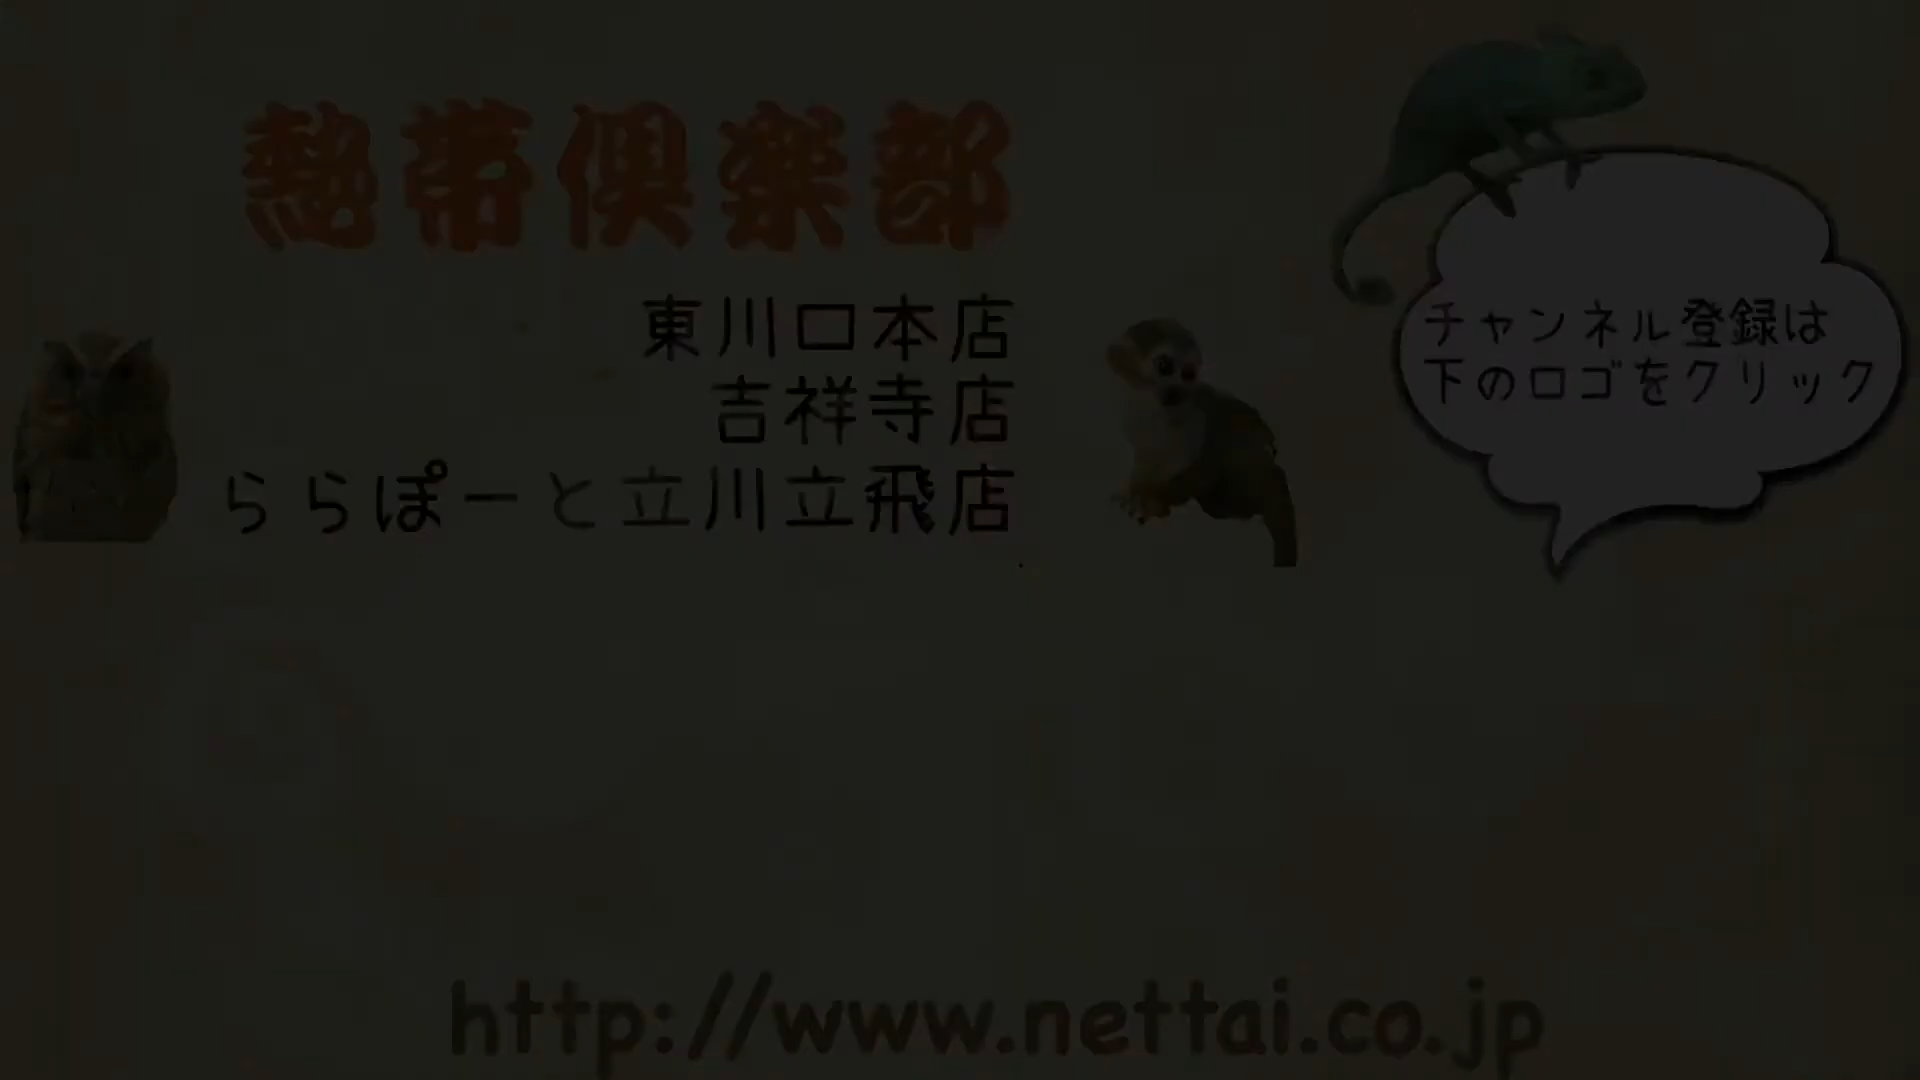 熱帯倶楽部
東川口本店
吉祥寺店
ららぽーと立川立飛店
チャンネル登録は
下のロゴをクリック
http://www.nettai.co.jp